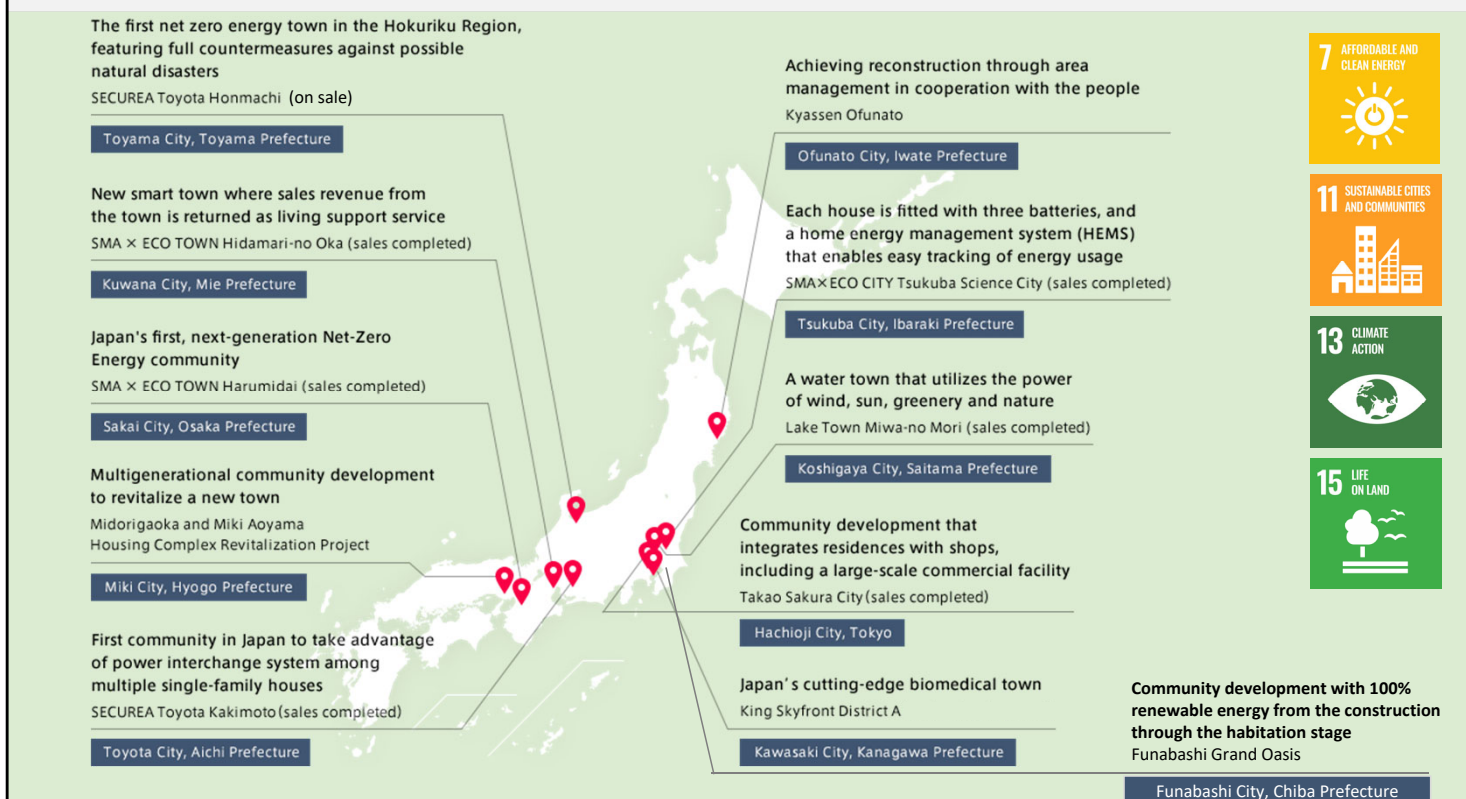 The first net zero energy town in the Hokuriku Region,
featuring full countermeasures against possible
natural disasters
SECUREA Toyota Honmachi (on sale)
Toyama City, Toyama Prefecture
New smart town where sales revenue from
the town is returned as living support service
SMA × ECO TOWN Hidamari-no Oka (sales completed)
Kuwana City, Mie Prefecture
Japan's first, next-generation Net-Zero
Energy community
SMA × ECO TOWN Harumidai (sales completed)
Sakai City, Osaka Prefecture
Multigenerational community development
to revitalize a new town
Midorigaoka and Miki Aoyama
Housing Complex Revitalization Project
Miki City, Hyogo Prefecture
First community in Japan to take advantage
of power interchange system among
multiple single-family houses
SECUREA Toyota Kakimoto (sales completed)
Toyota City, Aichi Prefecture
Achieving reconstruction through area
management in cooperation with the people
Kyassen Ofunato
Ofunato City, Iwate Prefecture
Each house is fitted with three batteries, and
a home energy management system (HEMS)
that enables easy tracking of energy usage
SMA×ECO CITY Tsukuba Science City (sales completed)
Tsukuba City, Ibaraki Prefecture
A water town that utilizes the power
of wind, sun, greenery and nature
Lake Town Miwa-no Mori (sales completed)
Koshigaya City, Saitama Prefecture
Community development that
integrates residences with shops,
including a large-scale commercial facility
Takao Sakura City (sales completed)
Hachioji City, Tokyo
Japan's cutting-edge biomedical town
King Skyfront District A
Kawasaki City, Kanagawa Prefecture
Community development with 100%
renewable energy from the construction
through the habitation stage
Funabashi Grand Oasis
Funabashi City, Chiba Prefecture
7 AFFORDABLE AND
CLEAN ENERGY
11 SUSTAINABLE CITIES
AND COMMUNITIES
13 CLIMATE
ACTION
15 LIFE
ON LAND